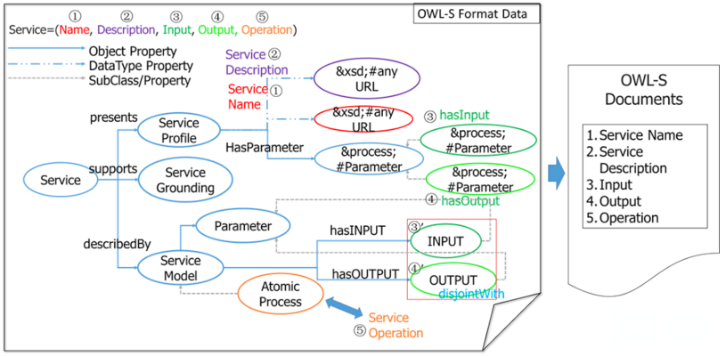 OWL-S Format Data
① ② ③ ④ ⑤
Service=(Name, Description, Input, Output, Operation)
Object Property
DataType Property
SubClass/Property
Service ②
Description
&xsd;#any
URL
Service ①
Name
&xsd;#any
URL
presents
Service
Profile
HasParameter
③ hasInput
&process;
#Parameter
&process;
#Parameter
&process;
#Parameter
④ hasOutput
supports
Service
Service
Grounding
Parameter
describedBy
Service
Model
hasINPUT
③′
INPUT
hasOUTPUT
④′
OUTPUT
disjointWith
Atomic
Process
Service
⑤ Operation
OWL-S
Documents
1.Service Name
2.Service
Description
3.Input
4.Output
5.Operation